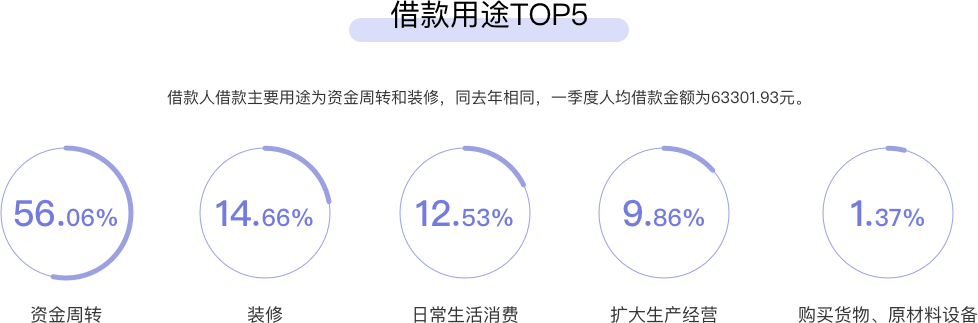 借款用途TOP5
借款人借款主要用途为资金周转和装修，同去年相同，一季度人均借款金额为63301.93元。
56.06% 14.66% 12.53% 9.86% 1.37%
资金周转 装修 日常生活消费 扩大生产经营 购买货物、原材料设备